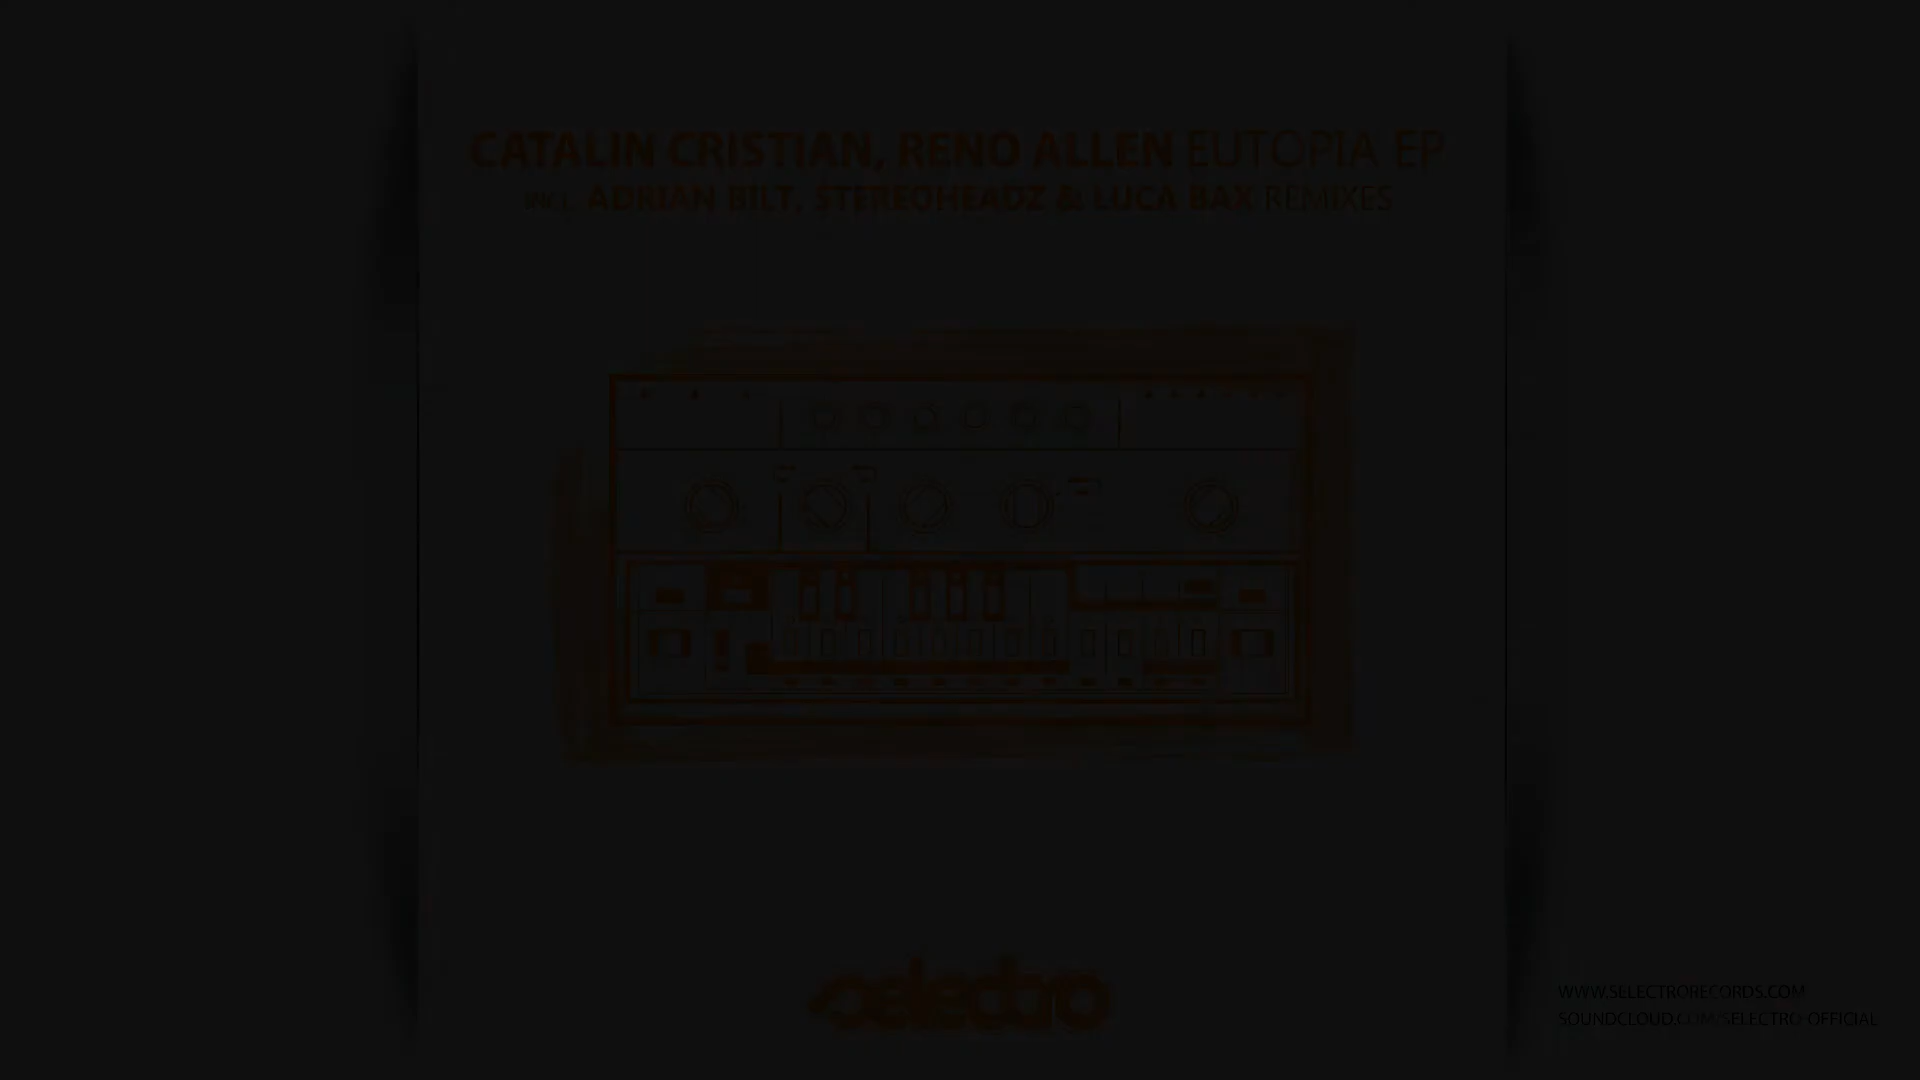 CATALIN CRISTIAN, RENO ALLEN EUTOPIA EP
INCL. ADRIAN BILT, STEREOHEADZ & LUCA BAX REMIXES
selectro
WWW.SELECTRORECORDS.COM
SOUNDCLOUD.COM/SELECTRO-OFFICIAL